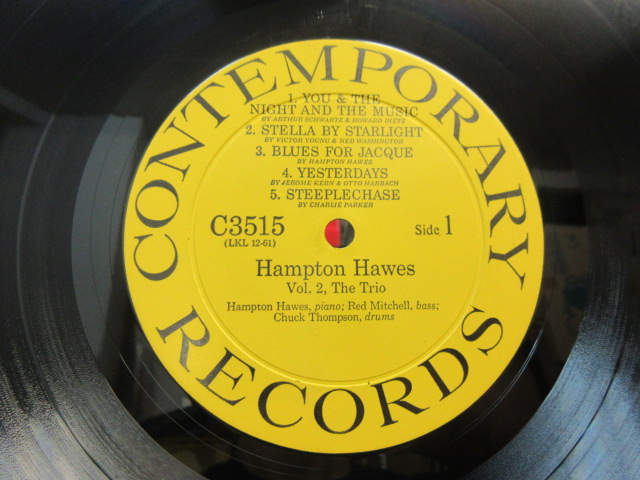 CONTEMPORARY
1. YOU & THE
NIGHT AND THE MUSIC
BY ARTHUR SCHWARTZ & HOWARD DIETZ
2. STELLA BY STARLIGHT
BY VICTOR YOUNG & NED WASHINGTON
3. BLUES FOR JACQUE
BY HAMPTON HAWES
4. YESTERDAYS
BY JEROME KERN & OTTO HARBACH
5. STEEPLECHASE
BY CHARLIE PARKER
C3515
(LKL 12-61)
Side 1
Hampton Hawes
Vol. 2, The Trio
Hampton Hawes, piano; Red Mitchell, bass;
Chuck Thompson, drums
RECORDS